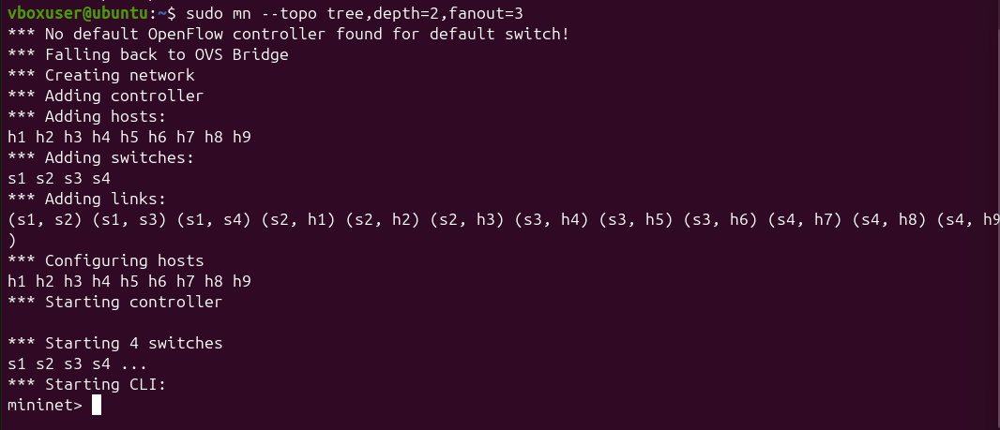 vboxuser@ubuntu:~$ sudo mn --topo tree,depth=2,fanout=3
*** No default OpenFlow controller found for default switch!
*** Falling back to OVS Bridge
*** Creating network
*** Adding controller
*** Adding hosts:
h1 h2 h3 h4 h5 h6 h7 h8 h9
*** Adding switches:
s1 s2 s3 s4
*** Adding links:
(s1, s2) (s1, s3) (s1, s4) (s2, h1) (s2, h2) (s2, h3) (s3, h4) (s3, h5) (s3, h6) (s4, h7) (s4, h8) (s4, h9
)
*** Configuring hosts
h1 h2 h3 h4 h5 h6 h7 h8 h9
*** Starting controller
*** Starting 4 switches
s1 s2 s3 s4 ...
*** Starting CLI:
mininet>